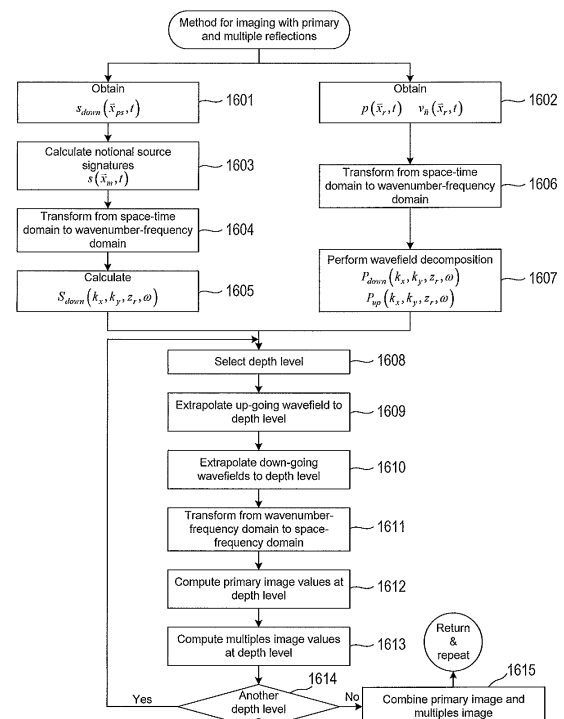 Method for imaging with primary
and multiple reflections
Obtain
s_down(x̄_ps,t)
1601
Obtain
p(x̄_r,t)   v_n̄(x̄_r,t)
1602
Calculate notional source
signatures
s(x̄_m,t)
1603
Transform from space-time
domain to wavenumber-frequency
domain
1604
Transform from space-time
domain to wavenumber-frequency
domain
1606
Calculate
S_down(k_x,k_y,z_r,ω)
1605
Perform wavefield decomposition
P_down(k_x,k_y,z_r,ω)
P_up(k_x,k_y,z_r,ω)
1607
Select depth level
1608
Extrapolate up-going wavefield to
depth level
1609
Extrapolate down-going
wavefields to depth level
1610
Transform from wavenumber-
frequency domain to space-
frequency domain
1611
Compute primary image values at
depth level
1612
Compute multiples image values
at depth level
1613
Return
&
repeat
1614
1615
Yes
Another
depth level
No
Combine primary image and
multiples image